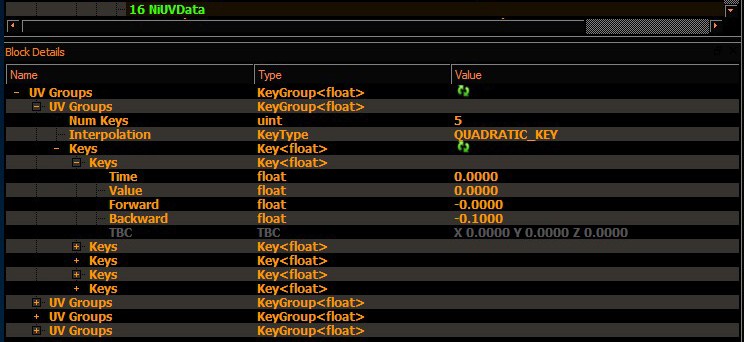 16 NiUVData
Block Details
Name Type Value
UV Groups KeyGroup<float>
UV Groups KeyGroup<float>
Num Keys uint 5
Interpolation KeyType QUADRATIC_KEY
Keys Key<float>
Keys Key<float>
Time float 0.0000
Value float 0.0000
Forward float -0.0000
Backward float -0.1000
TBC TBC X 0.0000 Y 0.0000 Z 0.0000
Keys Key<float>
Keys Key<float>
Keys Key<float>
Keys Key<float>
UV Groups KeyGroup<float>
UV Groups KeyGroup<float>
UV Groups KeyGroup<float>